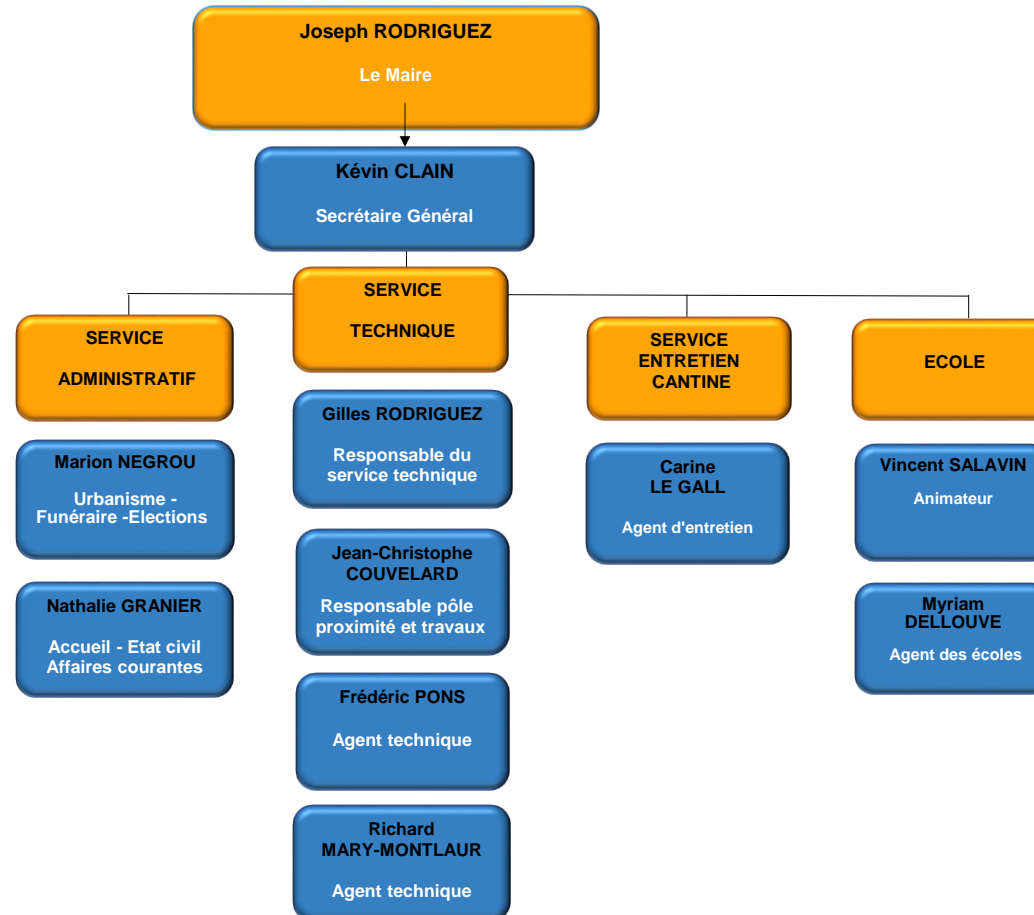 Joseph RODRIGUEZ
Le Maire
Kévin CLAIN
Secrétaire Général
SERVICE
ADMINISTRATIF
Marion NEGROU
Urbanisme -
Funéraire -Elections
Nathalie GRANIER
Accueil - Etat civil
Affaires courantes
SERVICE
TECHNIQUE
Gilles RODRIGUEZ
Responsable du
service technique
Jean-Christophe
COUVELARD
Responsable pôle
proximité et travaux
Frédéric PONS
Agent technique
Richard
MARY-MONTLAUR
Agent technique
SERVICE
ENTRETIEN
CANTINE
Carine
LE GALL
Agent d'entretien
ECOLE
Vincent SALAVIN
Animateur
Myriam
DELLOUVE
Agent des écoles